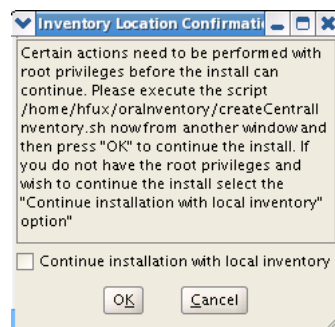 Inventory Location Confirmati
Certain actions need to be performed with
root privileges before the install can
continue. Please execute the script
/home/hfux/oraInventory/createCentralI
nventory.sh now from another window and
then press "OK" to continue the install. If
you do not have the root privileges and
wish to continue the install select the
"Continue installation with local inventory
option"
Continue installation with local inventory
OK
Cancel